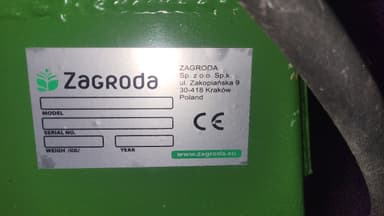 ZAGRODA
ZAGRODA
Sp. z o.o. Sp.k.
ul. Zakopiańska 9
30-418 Kraków
Poland
MODEL
SERIAL NO.
WEIGH /KG/
YEAR
CE
www.zagroda.eu